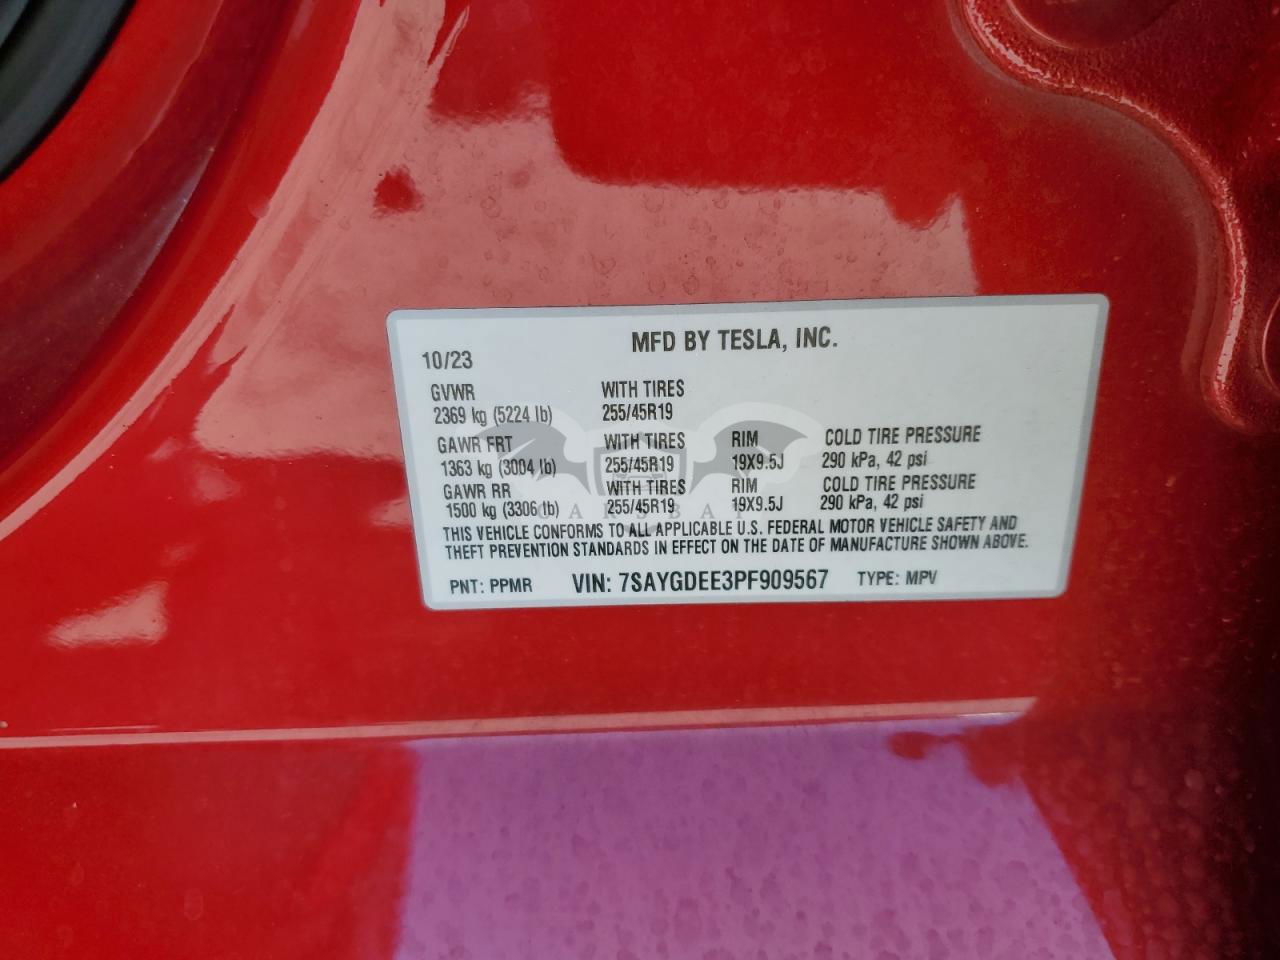 MFD BY TESLA, INC.
10/23
GVWR WITH TIRES
2369 kg (5224 lb) 255/45R19
GAWR FRT WITH TIRES RIM COLD TIRE PRESSURE
1363 kg (3004 lb) 255/45R19 19X9.5J 290 kPa, 42 psi
GAWR RR WITH TIRES RIM COLD TIRE PRESSURE
1500 kg (3306 lb) 255/45R19 19X9.5J 290 kPa, 42 psi
CARSBAT
THIS VEHICLE CONFORMS TO ALL APPLICABLE U.S. FEDERAL MOTOR VEHICLE SAFETY AND
THEFT PREVENTION STANDARDS IN EFFECT ON THE DATE OF MANUFACTURE SHOWN ABOVE.
PNT: PPMR VIN: 7SAYGDEE3PF909567 TYPE: MPV